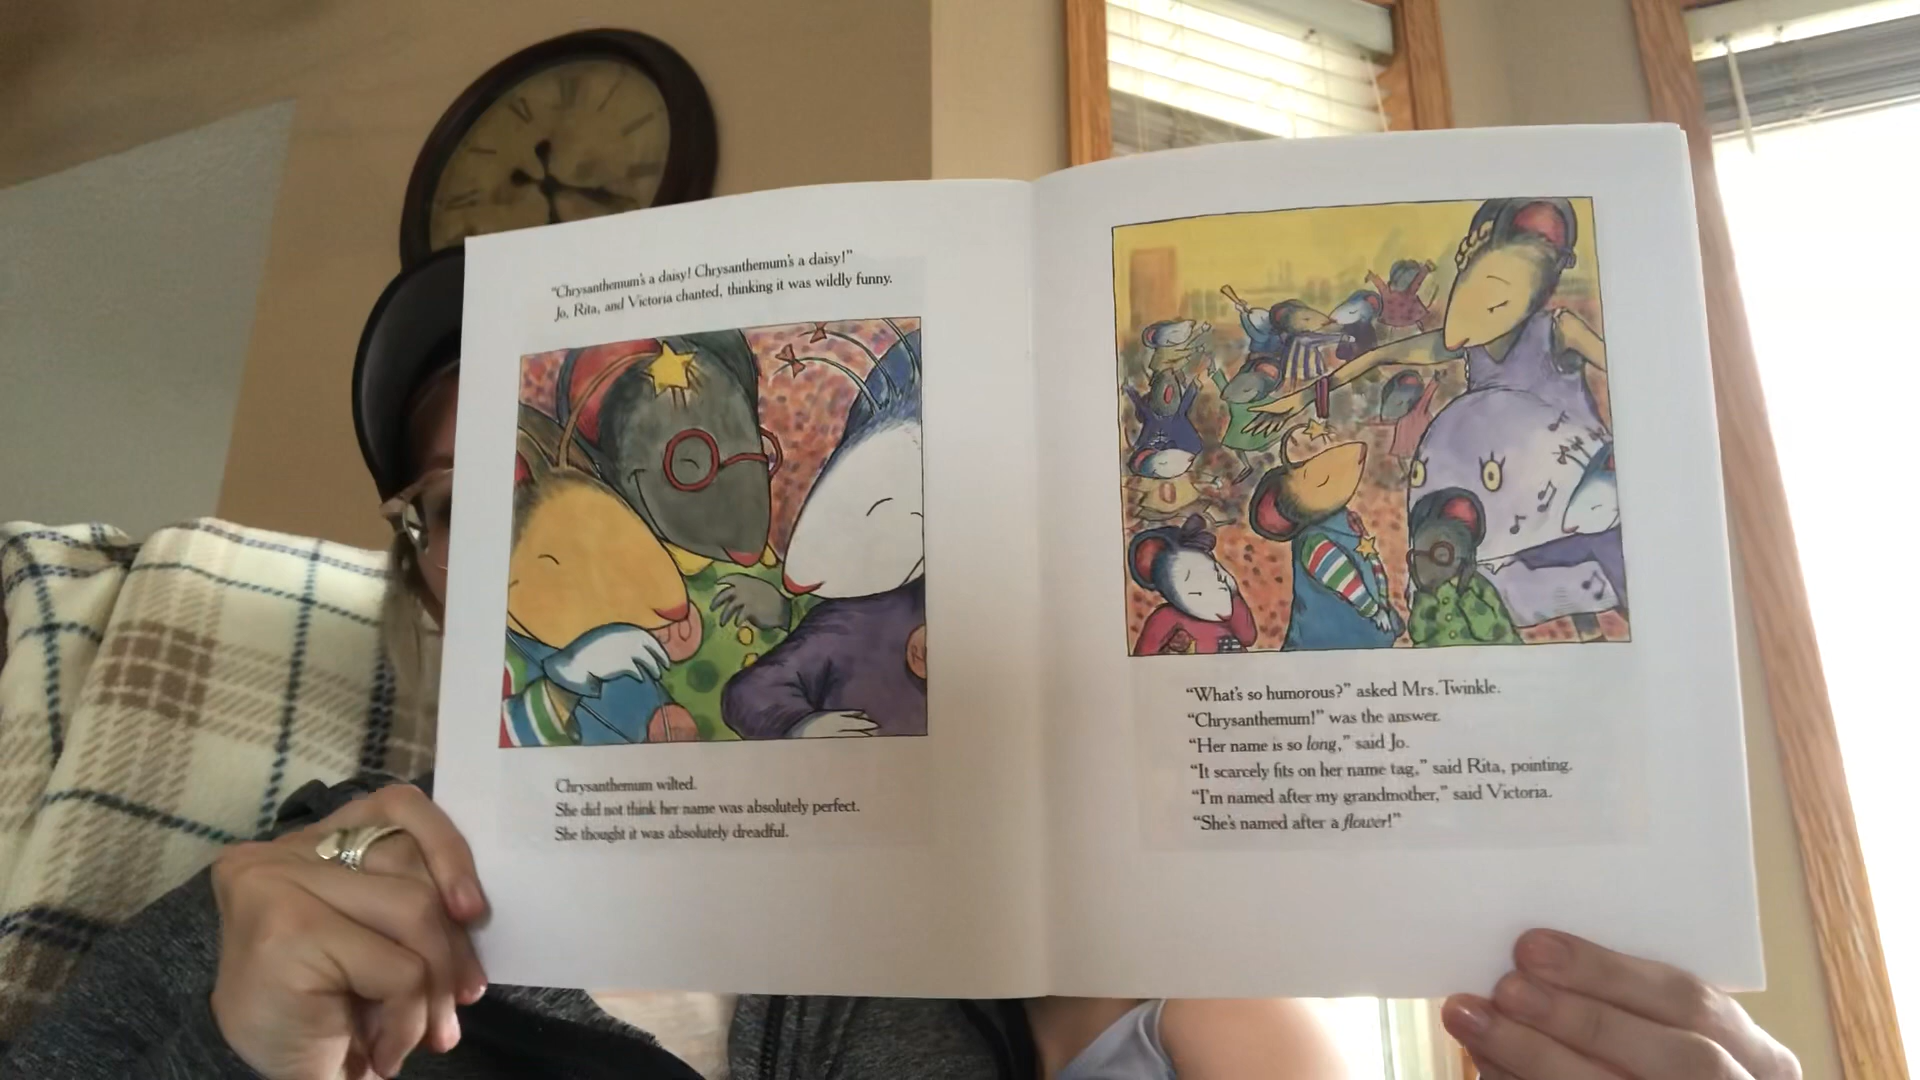 “Chrysanthemum's a daisy! Chrysanthemum's a daisy!”
Jo, Rita, and Victoria chanted, thinking it was wildly funny.
Chrysanthemum wilted.
She did not think her name was absolutely perfect.
She thought it was absolutely dreadful.
“What's so humorous?” asked Mrs. Twinkle.
“Chrysanthemum!” was the answer.
“Her name is so long,” said Jo.
“It scarcely fits on her name tag,” said Rita, pointing.
“I'm named after my grandmother,” said Victoria.
“She's named after a flower!”